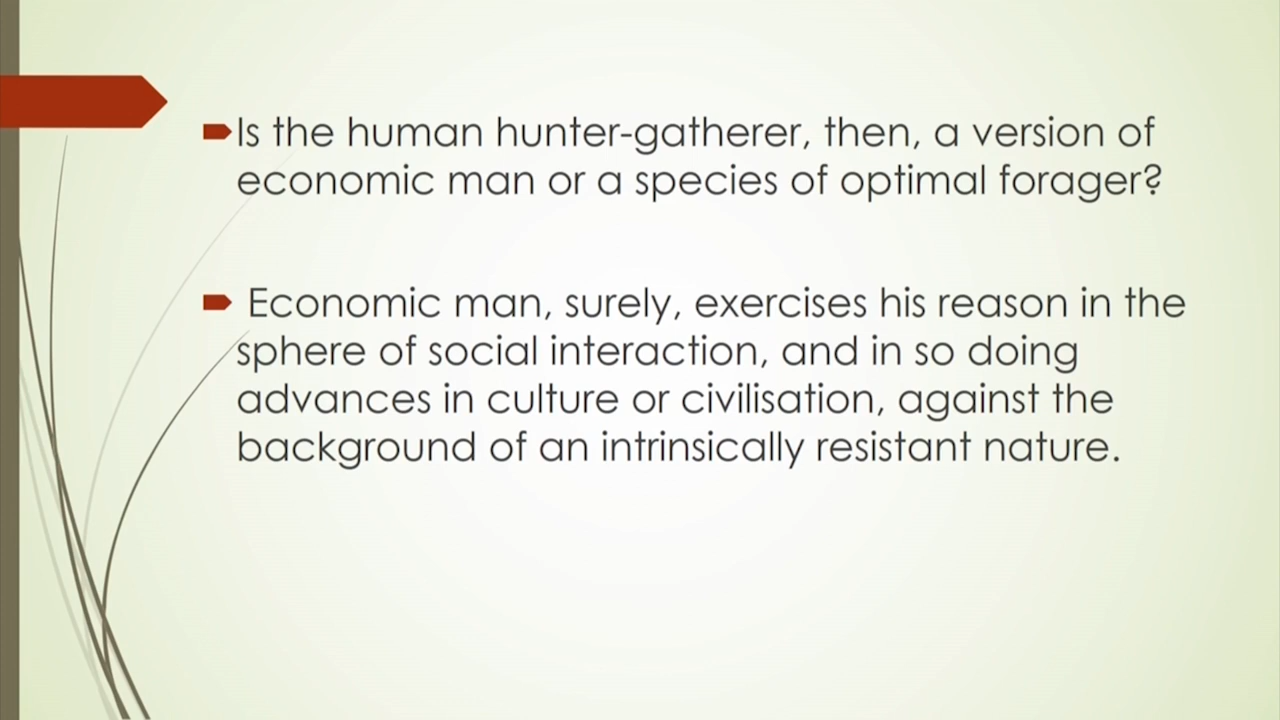 Is the human hunter-gatherer, then, a version of
economic man or a species of optimal forager?
Economic man, surely, exercises his reason in the
sphere of social interaction, and in so doing
advances in culture or civilisation, against the
background of an intrinsically resistant nature.